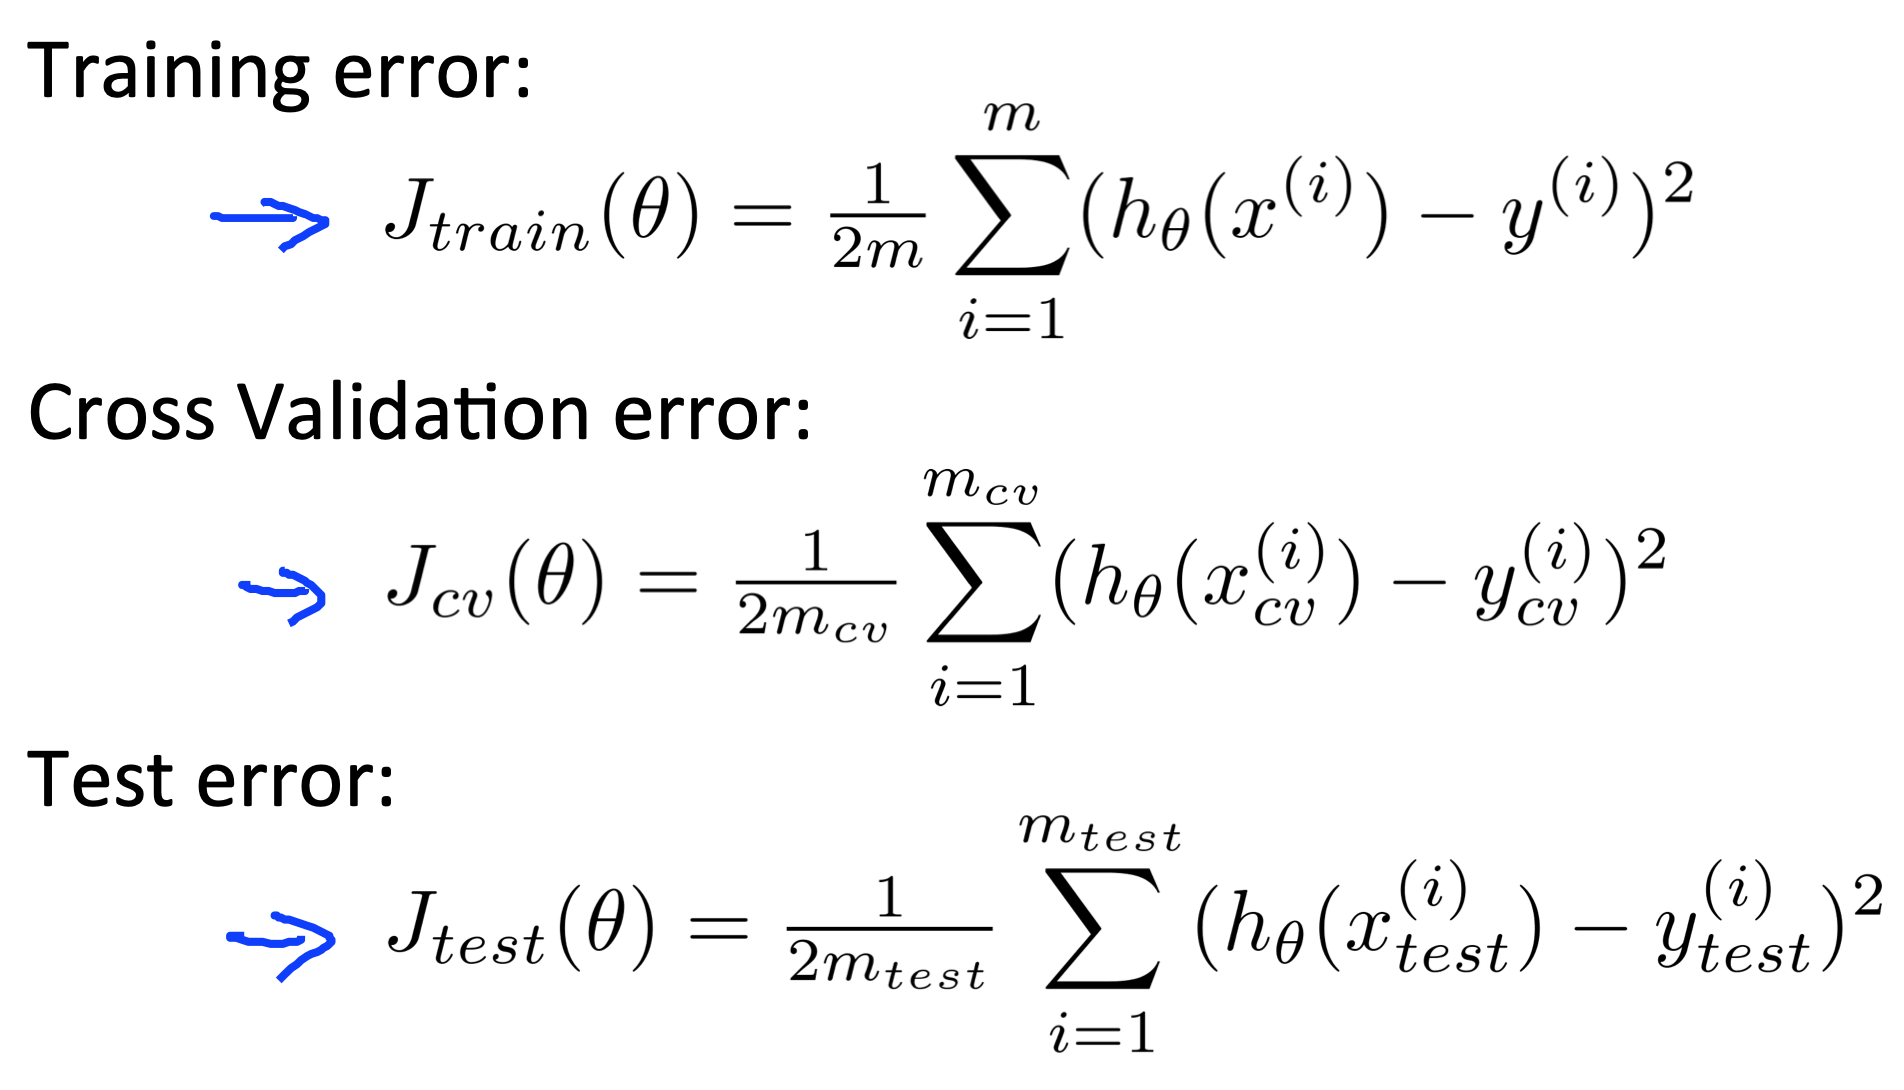 Training error:
→ J_{train}(θ) = \frac{1}{2m} \sum_{i=1}^{m} (h_θ(x^{(i)}) − y^{(i)})^2
Cross Validation error:
→ J_{cv}(θ) = \frac{1}{2m_{cv}} \sum_{i=1}^{m_{cv}} (h_θ(x_{cv}^{(i)}) − y_{cv}^{(i)})^2
Test error:
→ J_{test}(θ) = \frac{1}{2m_{test}} \sum_{i=1}^{m_{test}} (h_θ(x_{test}^{(i)}) − y_{test}^{(i)})^2